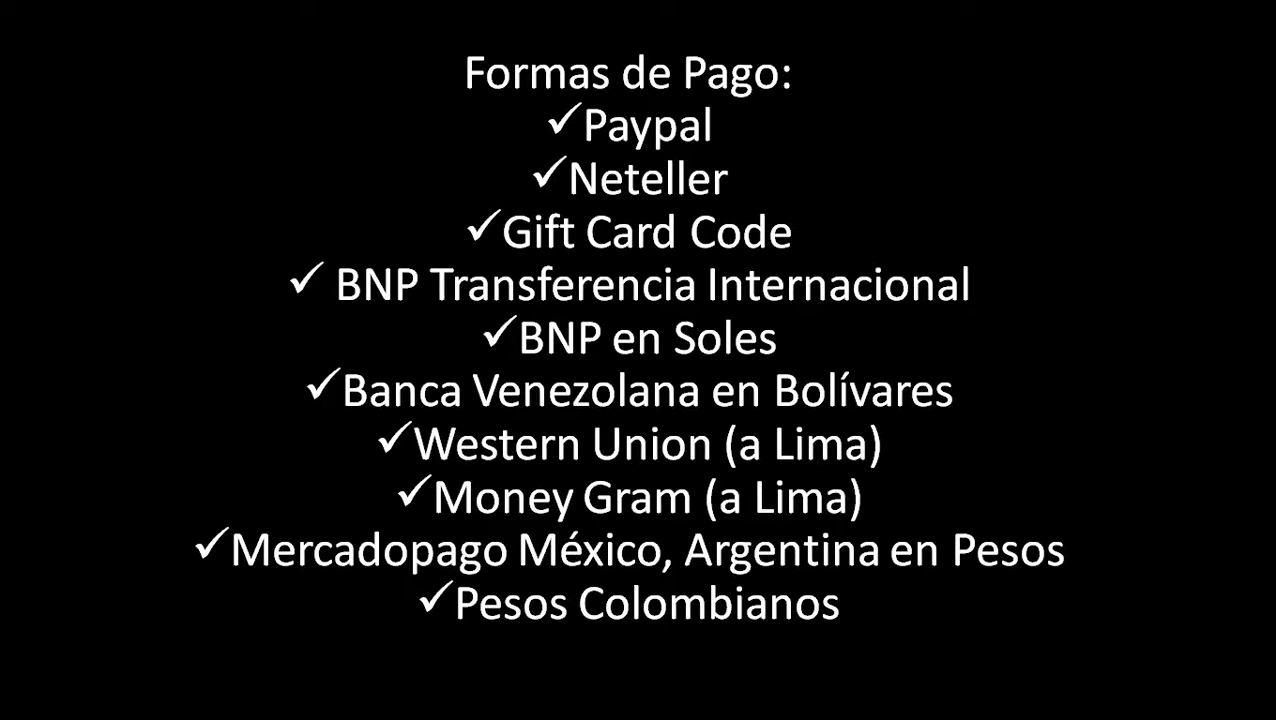 Formas de Pago:
✓Paypal
✓Neteller
✓Gift Card Code
✓ BNP Transferencia Internacional
✓BNP en Soles
✓Banca Venezolana en Bolívares
✓Western Union (a Lima)
✓Money Gram (a Lima)
✓Mercadopago México, Argentina en Pesos
✓Pesos Colombianos